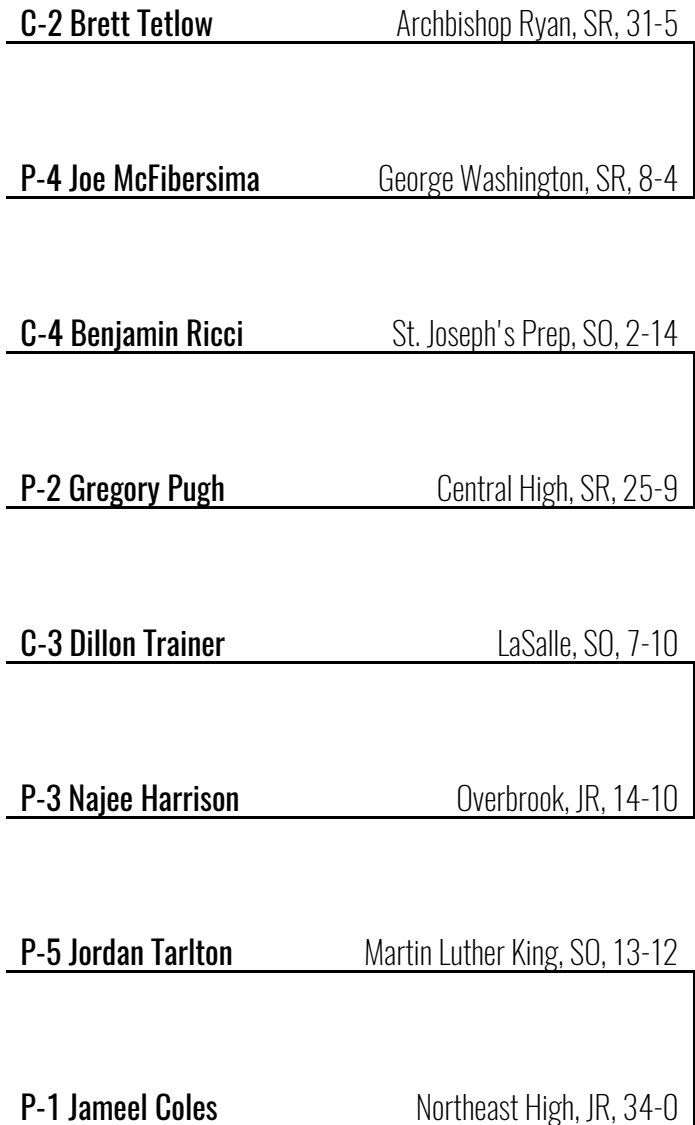 C-2 Brett Tetlow Archbishop Ryan, SR, 31-5
P-4 Joe McFibersima George Washington, SR, 8-4
C-4 Benjamin Ricci St. Joseph's Prep, SO, 2-14
P-2 Gregory Pugh Central High, SR, 25-9
C-3 Dillon Trainer LaSalle, SO, 7-10
P-3 Najee Harrison Overbrook, JR, 14-10
P-5 Jordan Tarlton Martin Luther King, SO, 13-12
P-1 Jameel Coles Northeast High, JR, 34-0